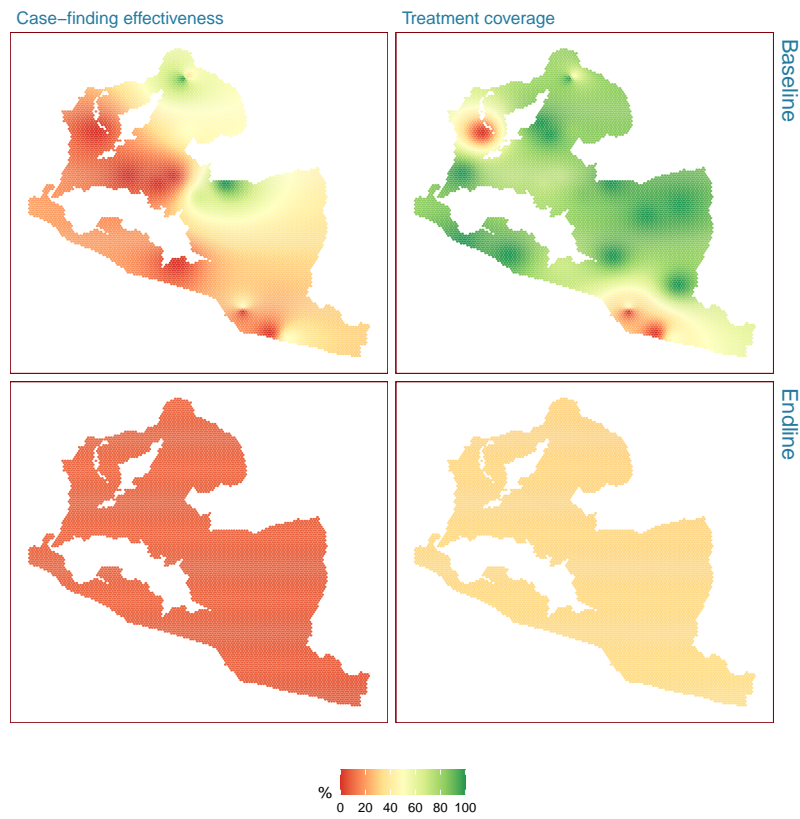 Case−finding effectiveness
Treatment coverage
Baseline
Endline
%
0 20 40 60 80 100